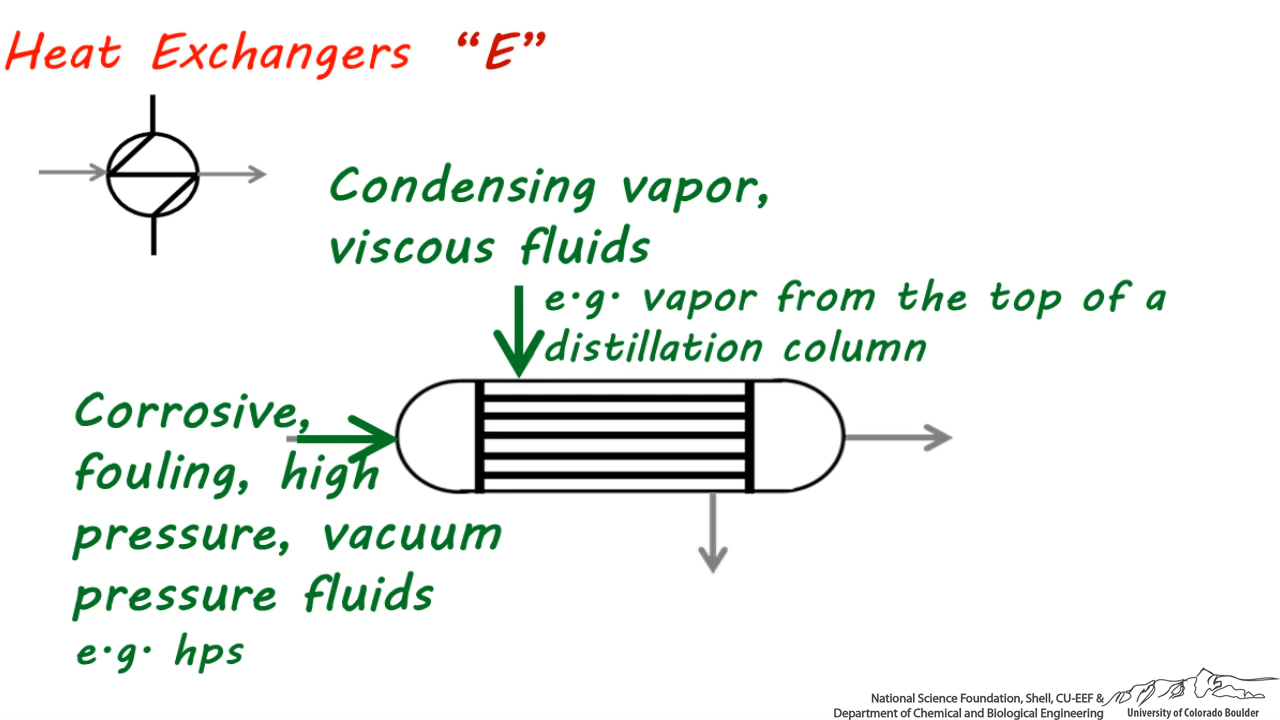 Heat Exchangers “E”
Condensing vapor,
viscous fluids
e.g. vapor from the top of a
distillation column
Corrosive,
fouling, high
pressure, vacuum
pressure fluids
e.g. hps
National Science Foundation, Shell, CU-EEF &
Department of Chemical and Biological Engineering
University of Colorado Boulder